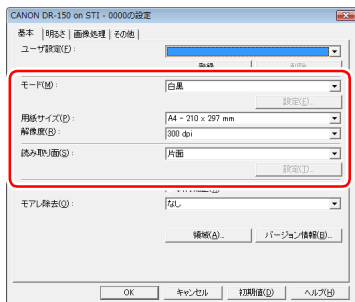 CANON DR-150 on STI - 0000の設定
基本 明るさ 画像処理 その他
ユーザ設定(F):
モード(M): 白黒
設定(E)...
用紙サイズ(P): A4 - 210 x 297 mm
解像度(R): 300 dpi
読み取り面(S): 片面
設定(T)...
モアレ除去(O): なし
領域(A)... バージョン情報(B)...
OK キャンセル 初期値(D) ヘルプ(H)